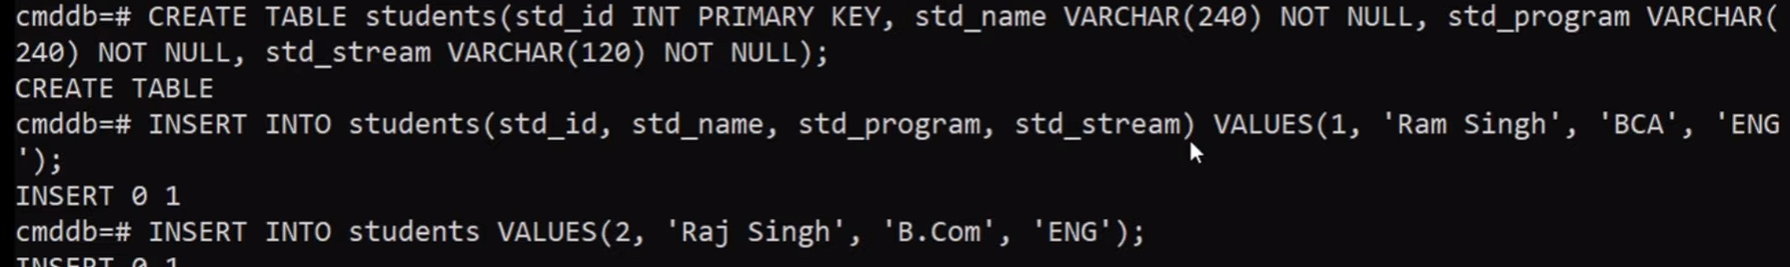 cmddb=# CREATE TABLE students(std_id INT PRIMARY KEY, std_name VARCHAR(240) NOT NULL, std_program VARCHAR(
240) NOT NULL, std_stream VARCHAR(120) NOT NULL);
CREATE TABLE
cmddb=# INSERT INTO students(std_id, std_name, std_program, std_stream) VALUES(1, 'Ram Singh', 'BCA', 'ENG
');
INSERT 0 1
cmddb=# INSERT INTO students VALUES(2, 'Raj Singh', 'B.Com', 'ENG');
INSERT 0 1